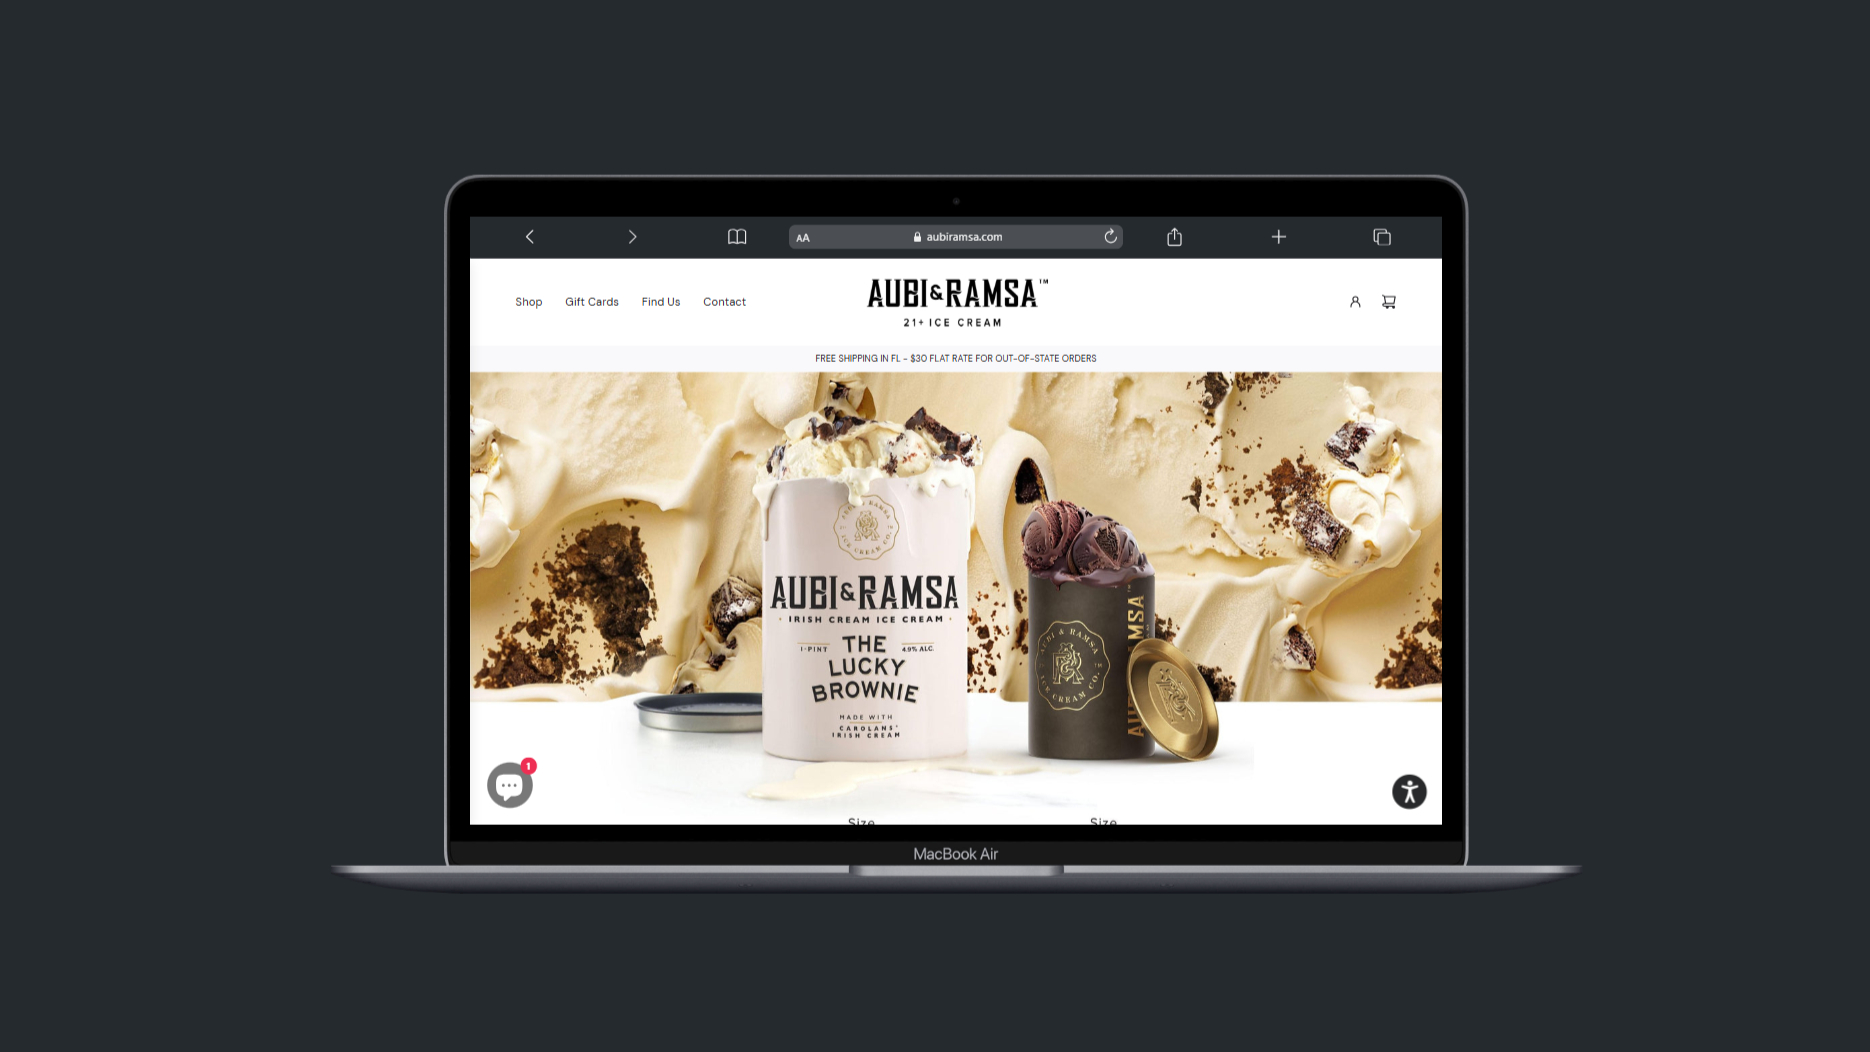 AA
aubiramsa.com
Shop
Gift Cards
Find Us
Contact
AUBI&RAMSA™
21+ ICE CREAM
FREE SHIPPING IN FL - $30 FLAT RATE FOR OUT-OF-STATE ORDERS
AUBI & RAMSA
ICE CREAM CO.
AUBI&RAMSA
· IRISH CREAM ICE CREAM ·
1-PINT
4.9% ALC.
THE
LUCKY
BROWNIE
MADE WITH
CAROLANS'
IRISH CREAM
AUBI & RAMSA
™
ICE CREAM CO.
1
Size
Size
MacBook Air